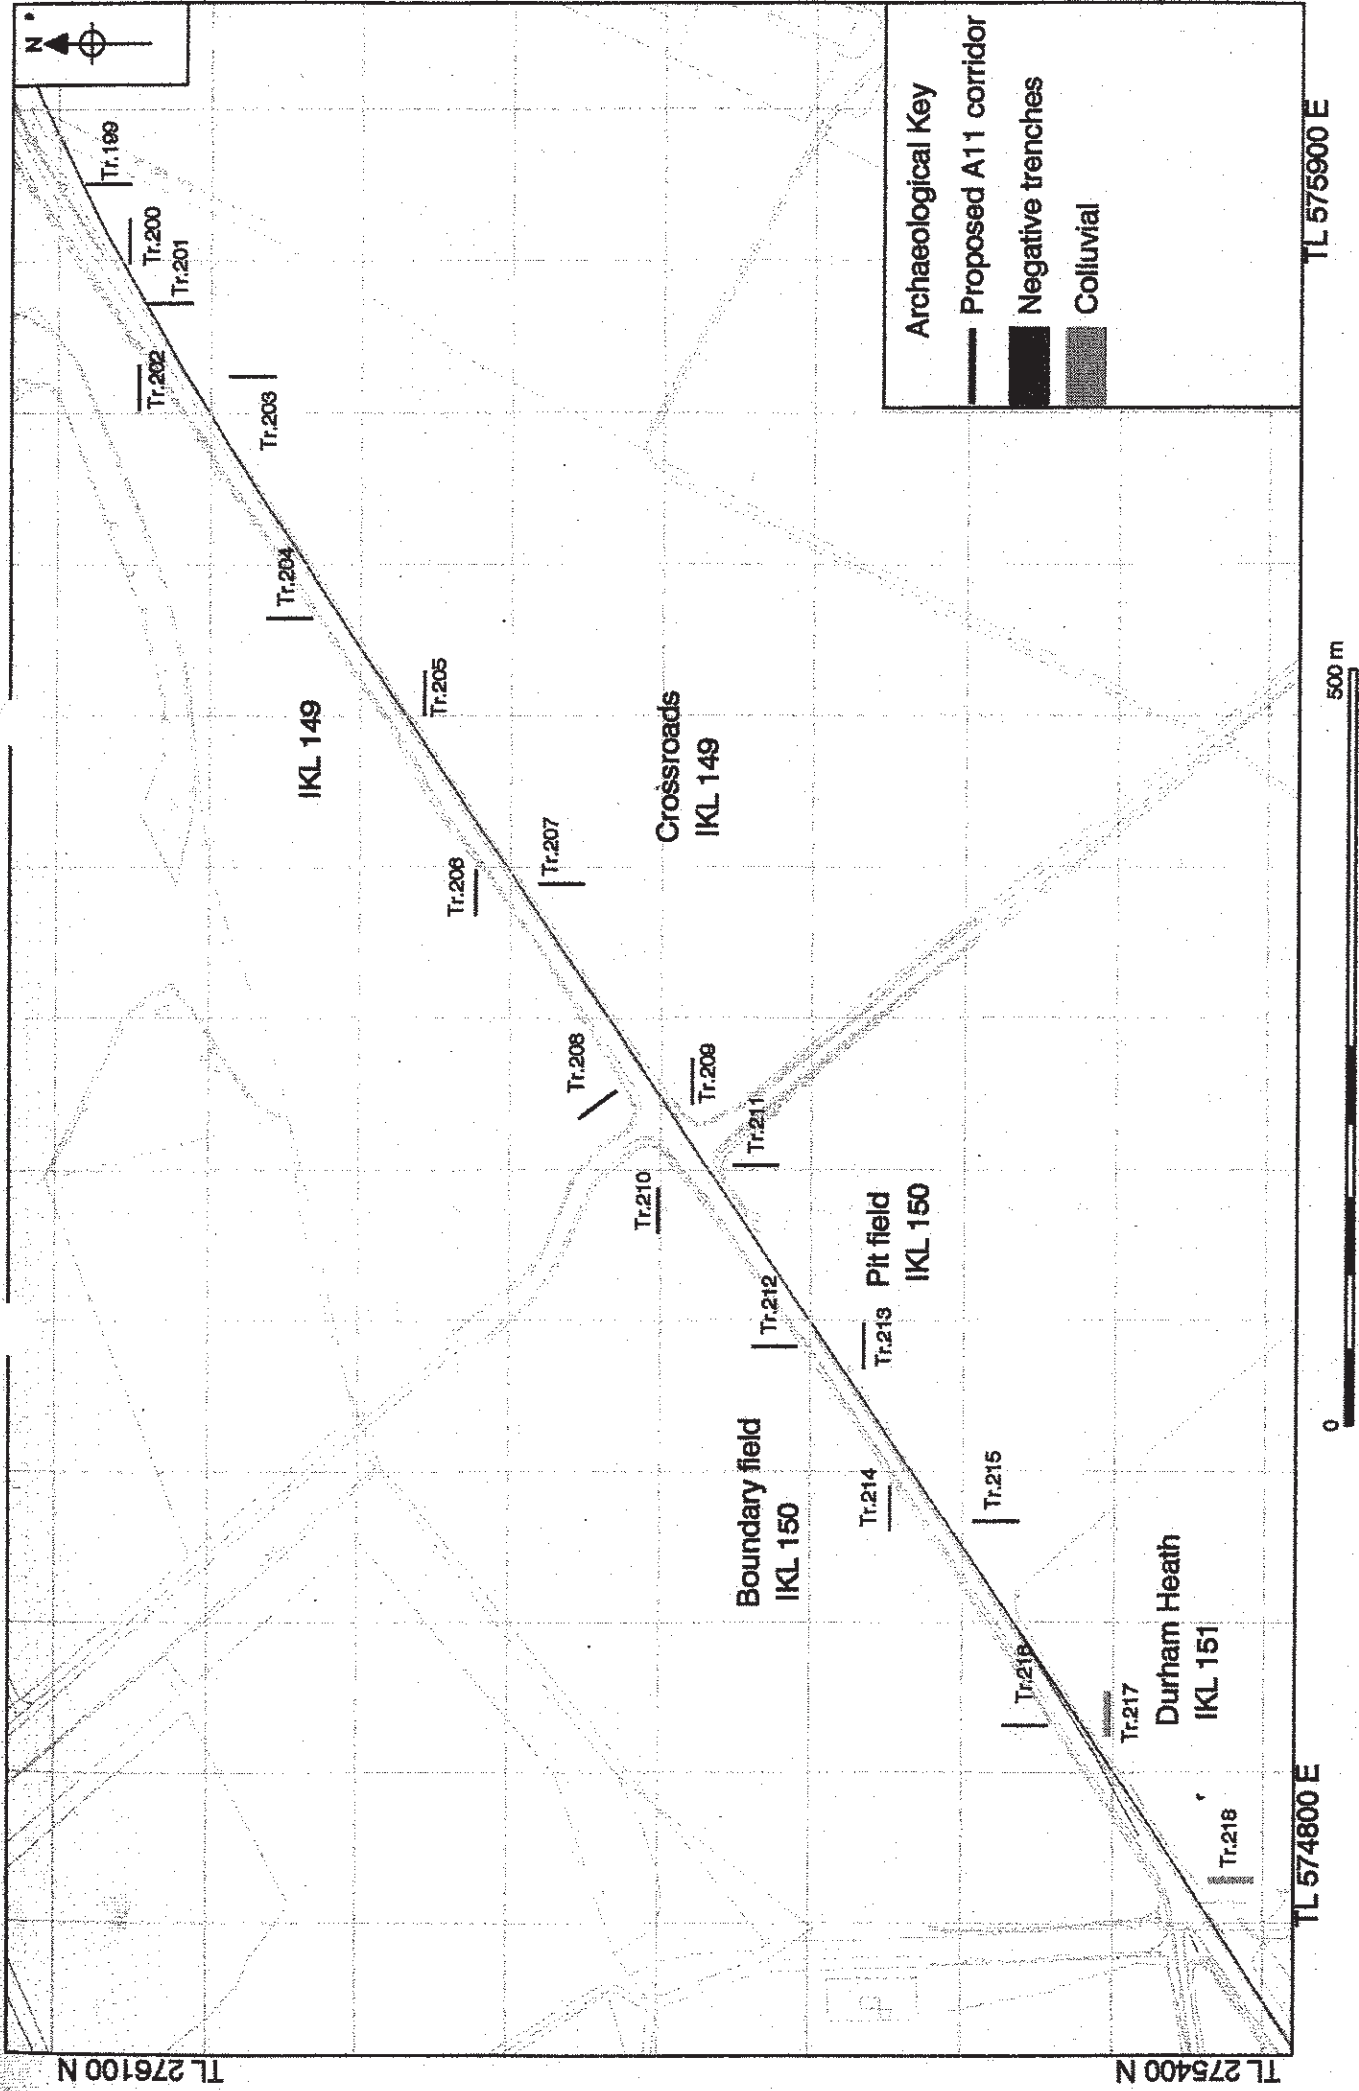 N
Tr.199
Tr.200
Tr.201
Tr.202
Tr.203
Tr.204
IKL 149
Tr.205
Crossroads
IKL 149
Tr.206
Tr.207
Tr.208
Tr.209
Tr.210
Tr.211
Tr.212
Pit field
IKL 150
Tr.213
Boundary field
IKL 150
Tr.214
Tr.215
Tr.216
Tr.217
Durham Heath
IKL 151
Tr.218
Archaeological Key
Proposed A11 corridor
Negative trenches
Colluvial
TL 276100 N
TL 275400 N
TL 574800 E
TL 575900 E
0
500 m